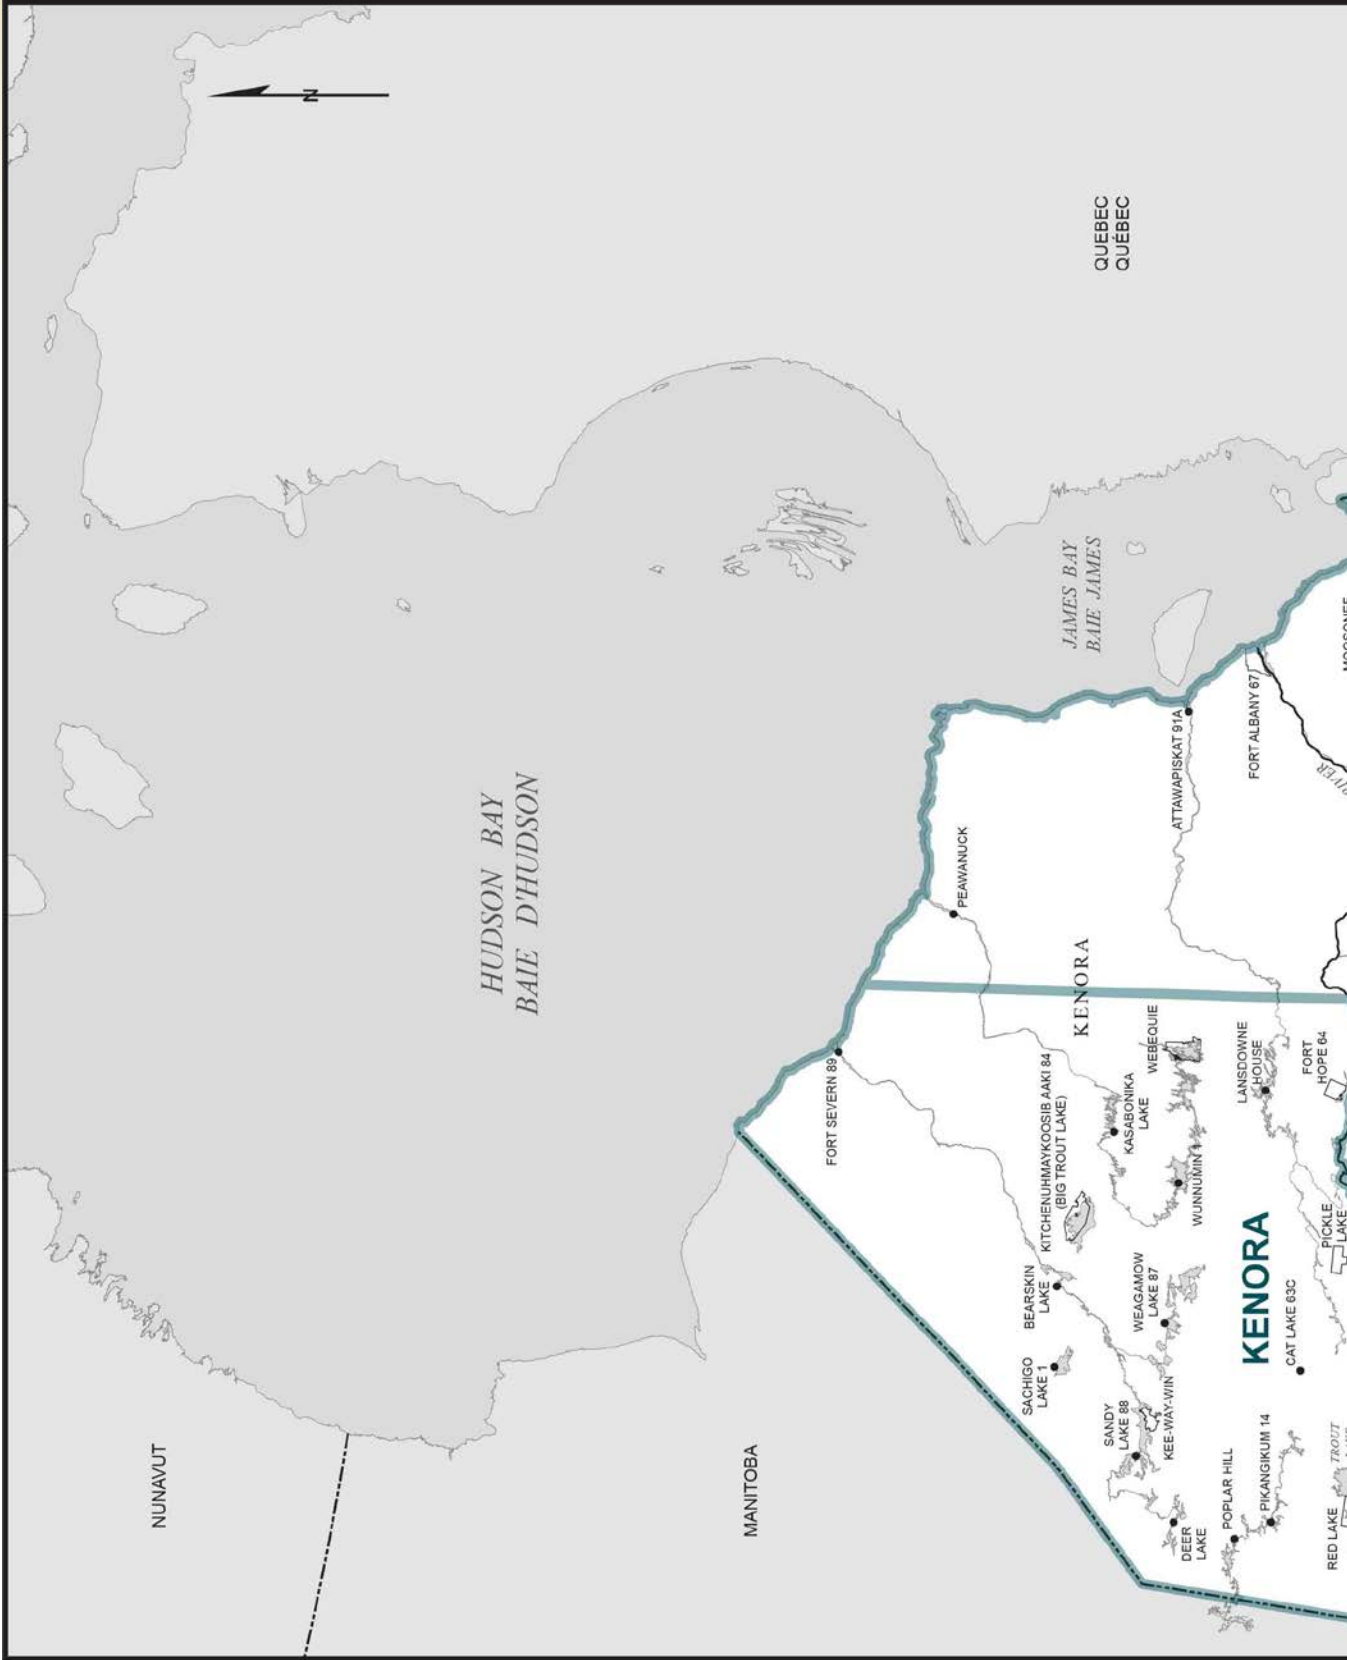 N
QUEBEC
QUÉBEC
NUNAVUT
HUDSON BAY
BAIE D'HUDSON
MANITOBA
JAMES BAY
BAIE JAMES
FORT SEVERN 89
PEAWANUCK
KENORA
ATTAWAPISKAT 91A
FORT ALBANY 67
RIVER
KITCHENUHMAYKOOSIB AAKI 84
(BIG TROUT LAKE)
KASABONIKA
LAKE
WEBEQUIE
WUNNUMIN 1
LANSDOWNE
HOUSE
FORT
HOPE 64
BEARSKIN
LAKE
SACHIGO
LAKE 1
WEAGAMOW
LAKE 87
SANDY
LAKE 88
KEE-WAY-WIN
DEER
LAKE
KENORA
PICKLE
LAKE
CAT LAKE 63C
POPLAR HILL
PIKANGIKUM 14
RED LAKE
TROUT